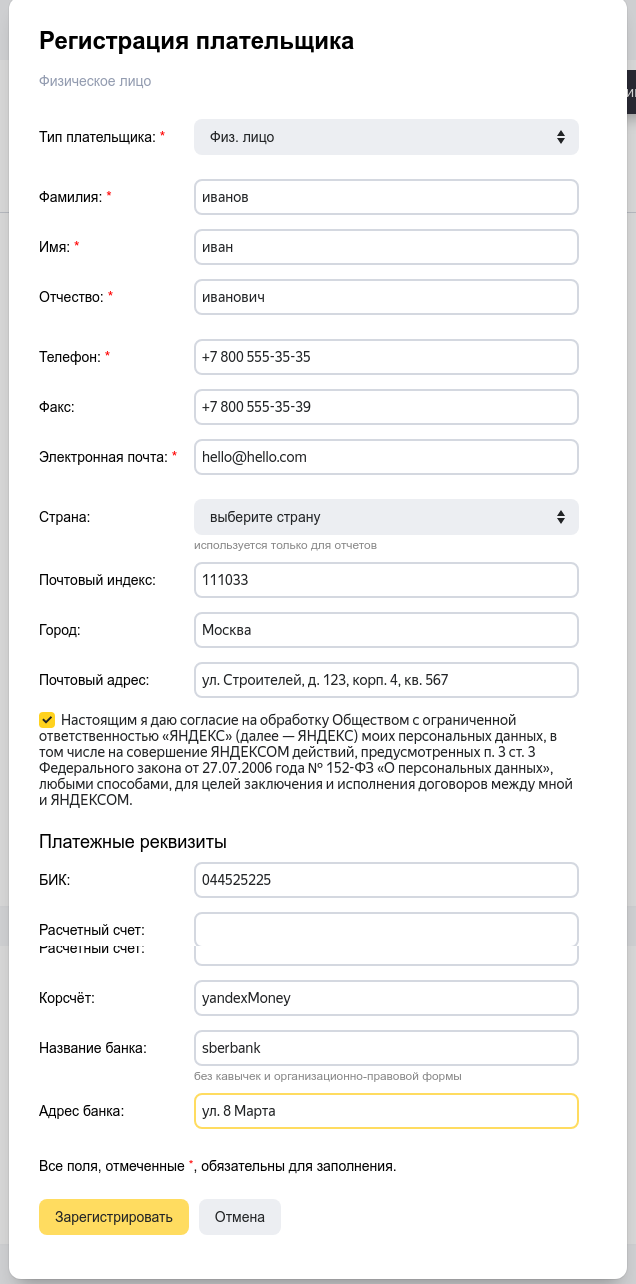 Регистрация плательщика
Физическое лицо
Тип плательщика: * Физ. лицо
Фамилия: * иванов
Имя: * иван
Отчество: * иванович
Телефон: * +7 800 555-35-35
Факс: +7 800 555-35-39
Электронная почта: * hello@hello.com
Страна: выберите страну
используется только для отчетов
Почтовый индекс: 111033
Город: Москва
Почтовый адрес: ул. Строителей, д. 123, корп. 4, кв. 567
Настоящим я даю согласие на обработку Обществом с ограниченной
ответственностью «ЯНДЕКС» (далее — ЯНДЕКС) моих персональных данных, в
том числе на совершение ЯНДЕКСОМ действий, предусмотренных п. 3 ст. 3
Федерального закона от 27.07.2006 года № 152-ФЗ «О персональных данных»,
любыми способами, для целей заключения и исполнения договоров между мной
и ЯНДЕКСОМ.
Платежные реквизиты
БИК: 044525225
Расчетный счет:
Расчетный счет:
Корсчёт: yandexMoney
Название банка: sberbank
без кавычек и организационно-правовой формы
Адрес банка: ул. 8 Марта
Все поля, отмеченные *, обязательны для заполнения.
Зарегистрировать Отмена